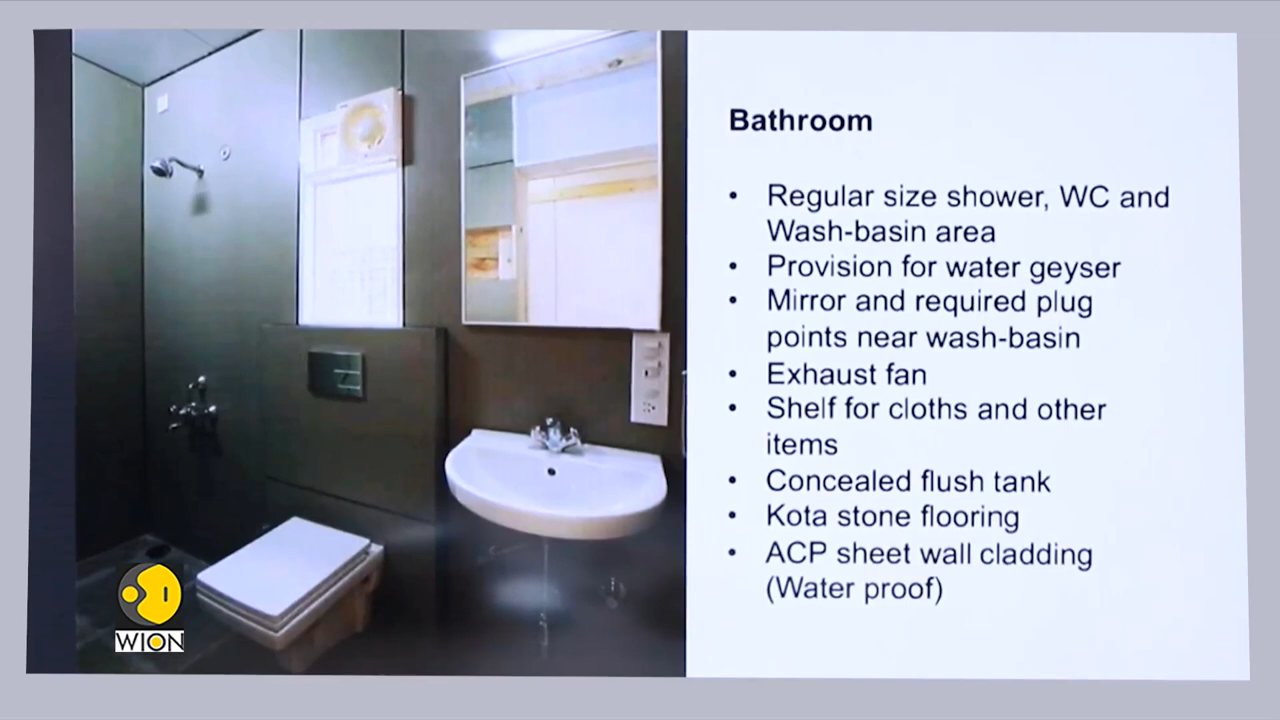 Bathroom
• Regular size shower, WC and
Wash-basin area
• Provision for water geyser
• Mirror and required plug
points near wash-basin
• Exhaust fan
• Shelf for cloths and other
items
• Concealed flush tank
• Kota stone flooring
• ACP sheet wall cladding
(Water proof)
WION